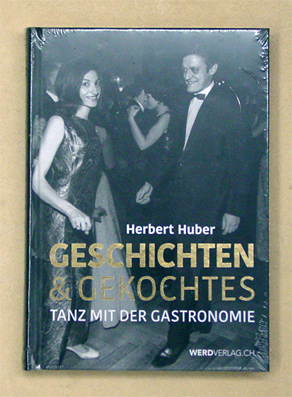 Herbert Huber
GESCHICHTEN
& GEKOCHTES
TANZ MIT DER GASTRONOMIE
WERDVERLAG.CH